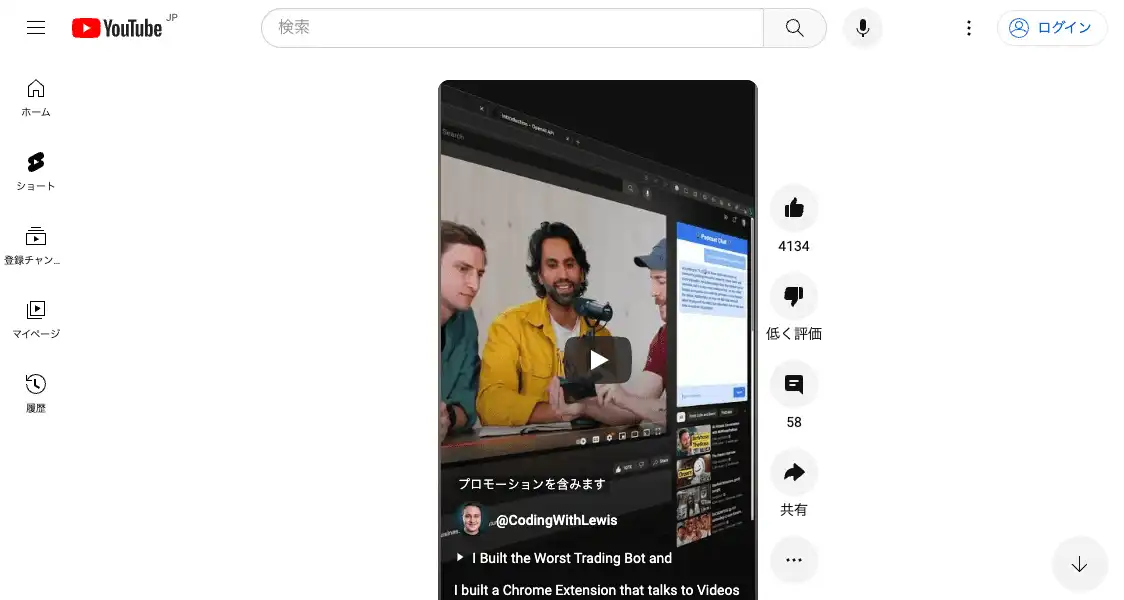 YouTube JP
検索
ログイン
ホーム
ショート
登録チャン...
マイページ
履歴
Introduction - OpenAI API
Search
Podcast Chat
4134
低く評価
58
共有
プロモーションを含みます
@CodingWithLewis
I Built the Worst Trading Bot and
I built a Chrome Extension that talks to Videos